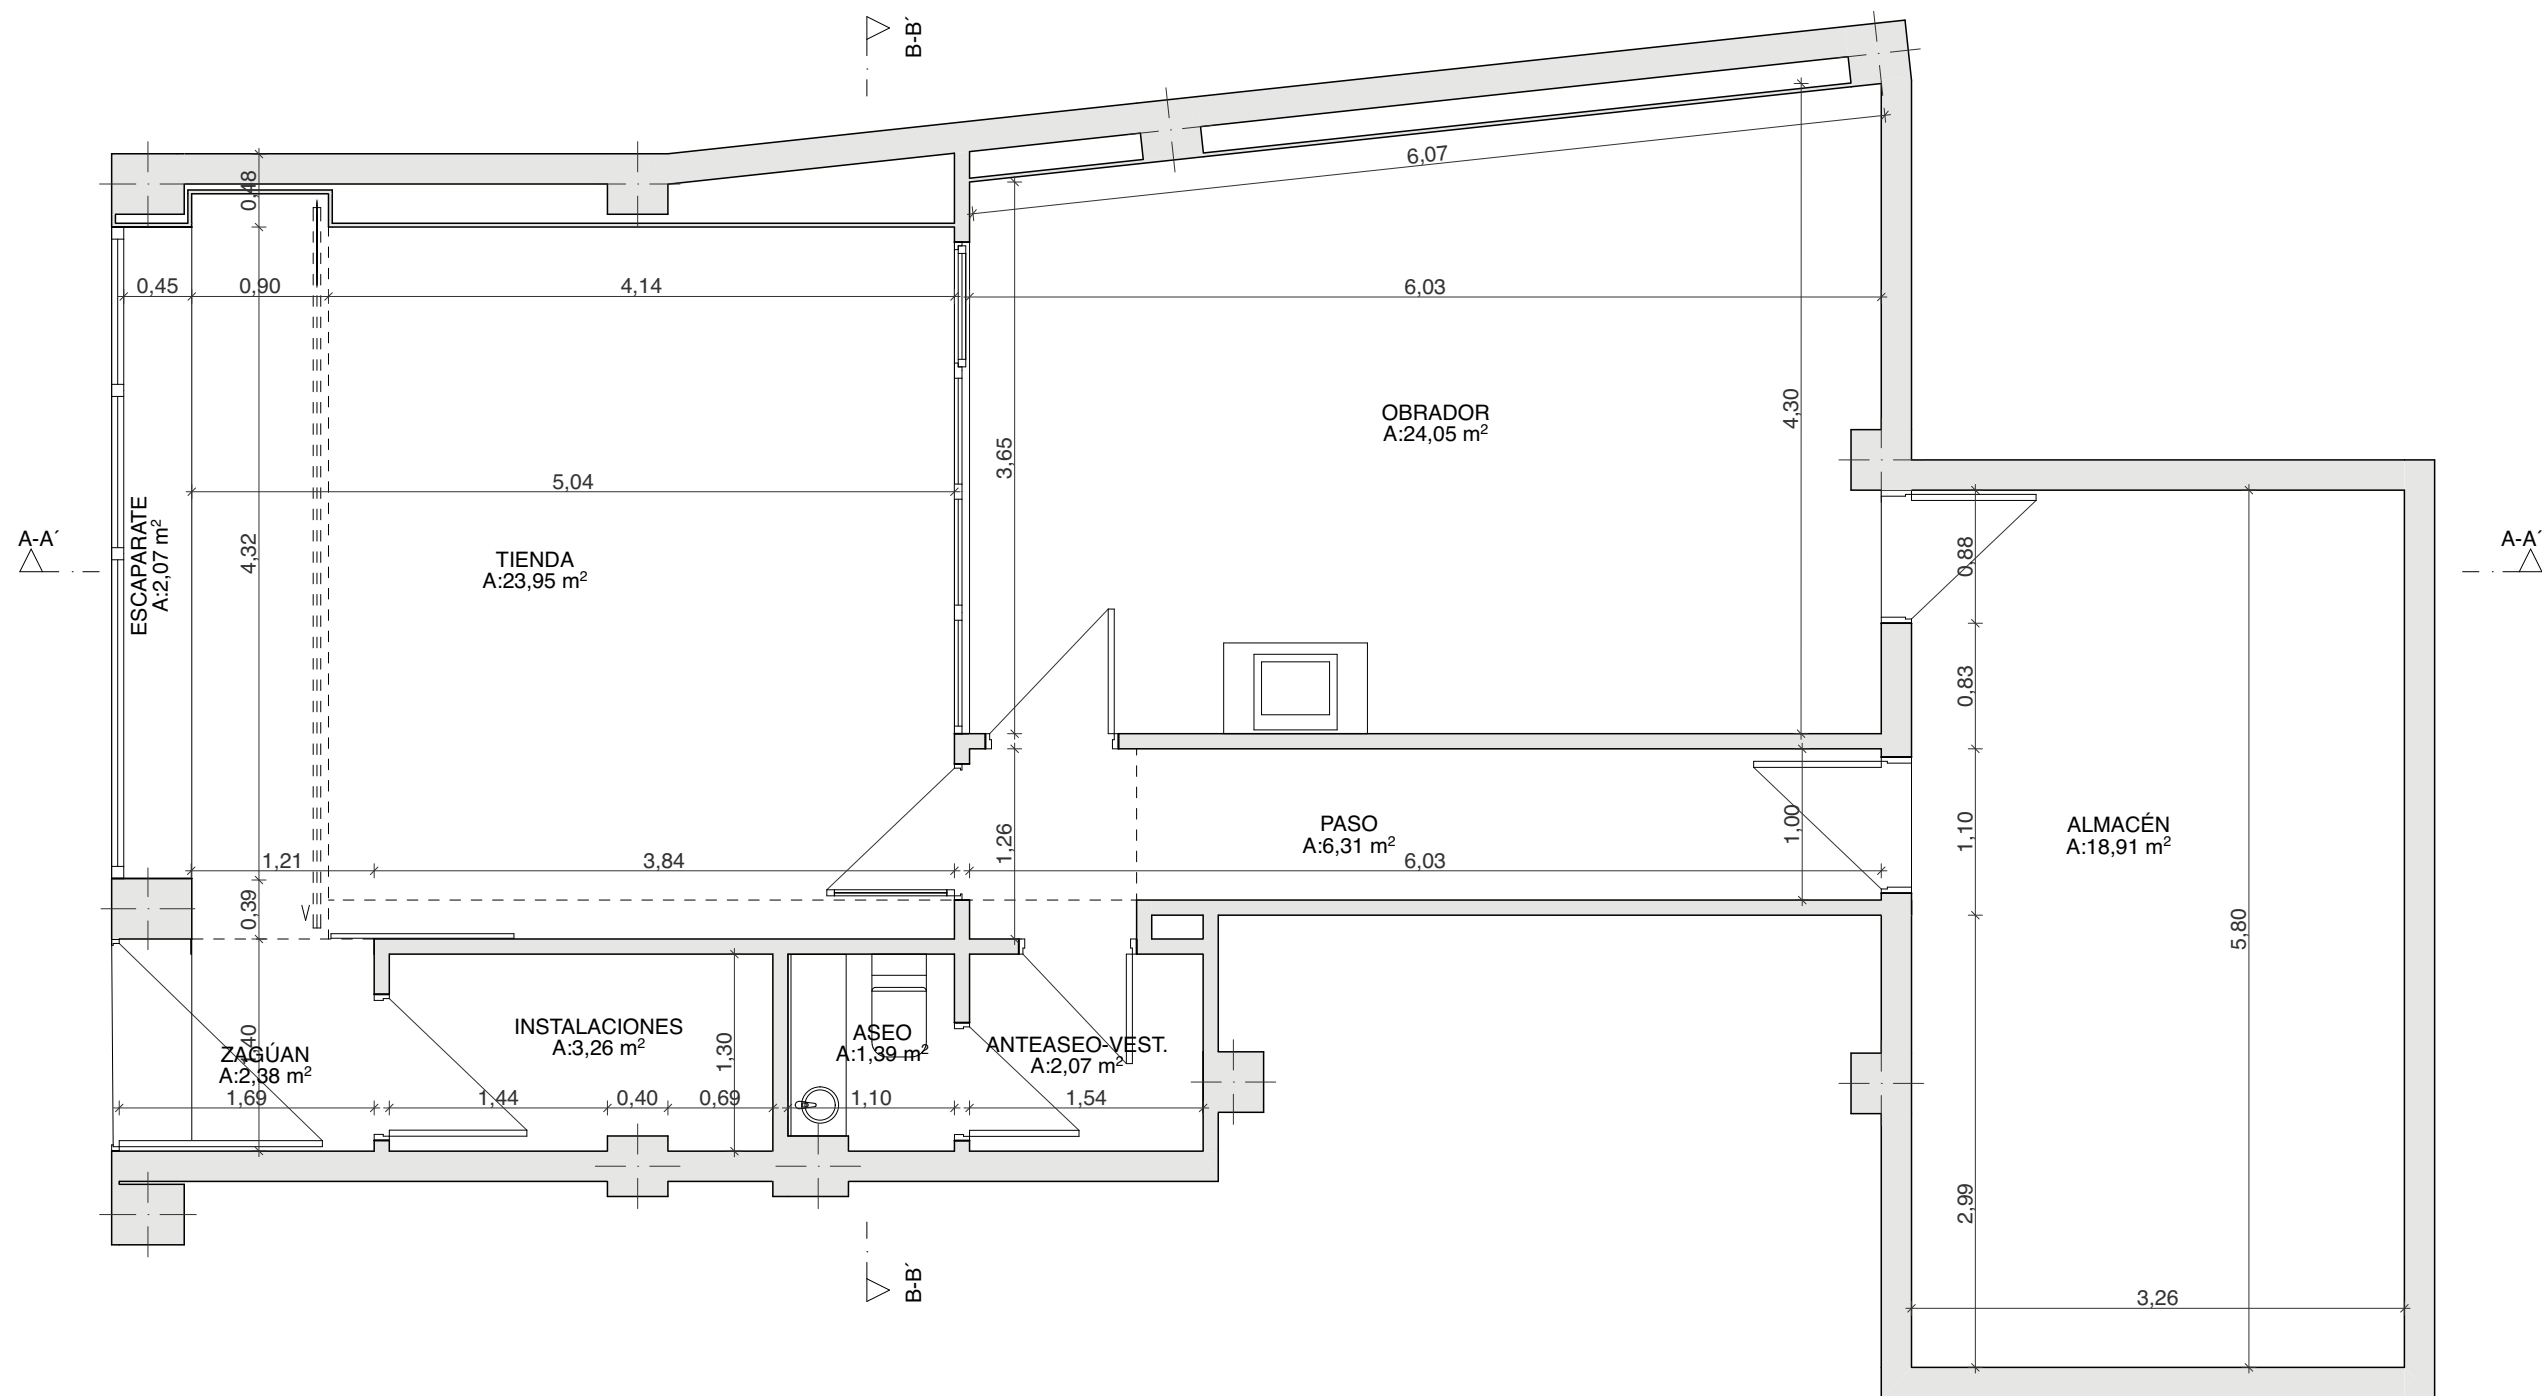 B-B´
0,48
6,07
0,45
0,90
4,14
6,03
OBRADOR
A:24,05 m²
4,30
3,65
5,04
ESCAPARATE
A:2,07 m²
4,32
TIENDA
A:23,95 m²
A-A´
A-A´
0,88
0,83
1,21
3,84
1,26
PASO
A:6,31 m²
6,03
1,00
1,10
ALMACÉN
A:18,91 m²
0,39
V
5,80
ZAGÚAN
A:2,38 m²
1,40
INSTALACIONES
A:3,26 m²
1,30
ASEO
A:1,39 m²
ANTEASEO-VEST.
A:2,07 m²
1,69
1,44
0,40
0,69
1,10
1,54
2,99
3,26
B-B´